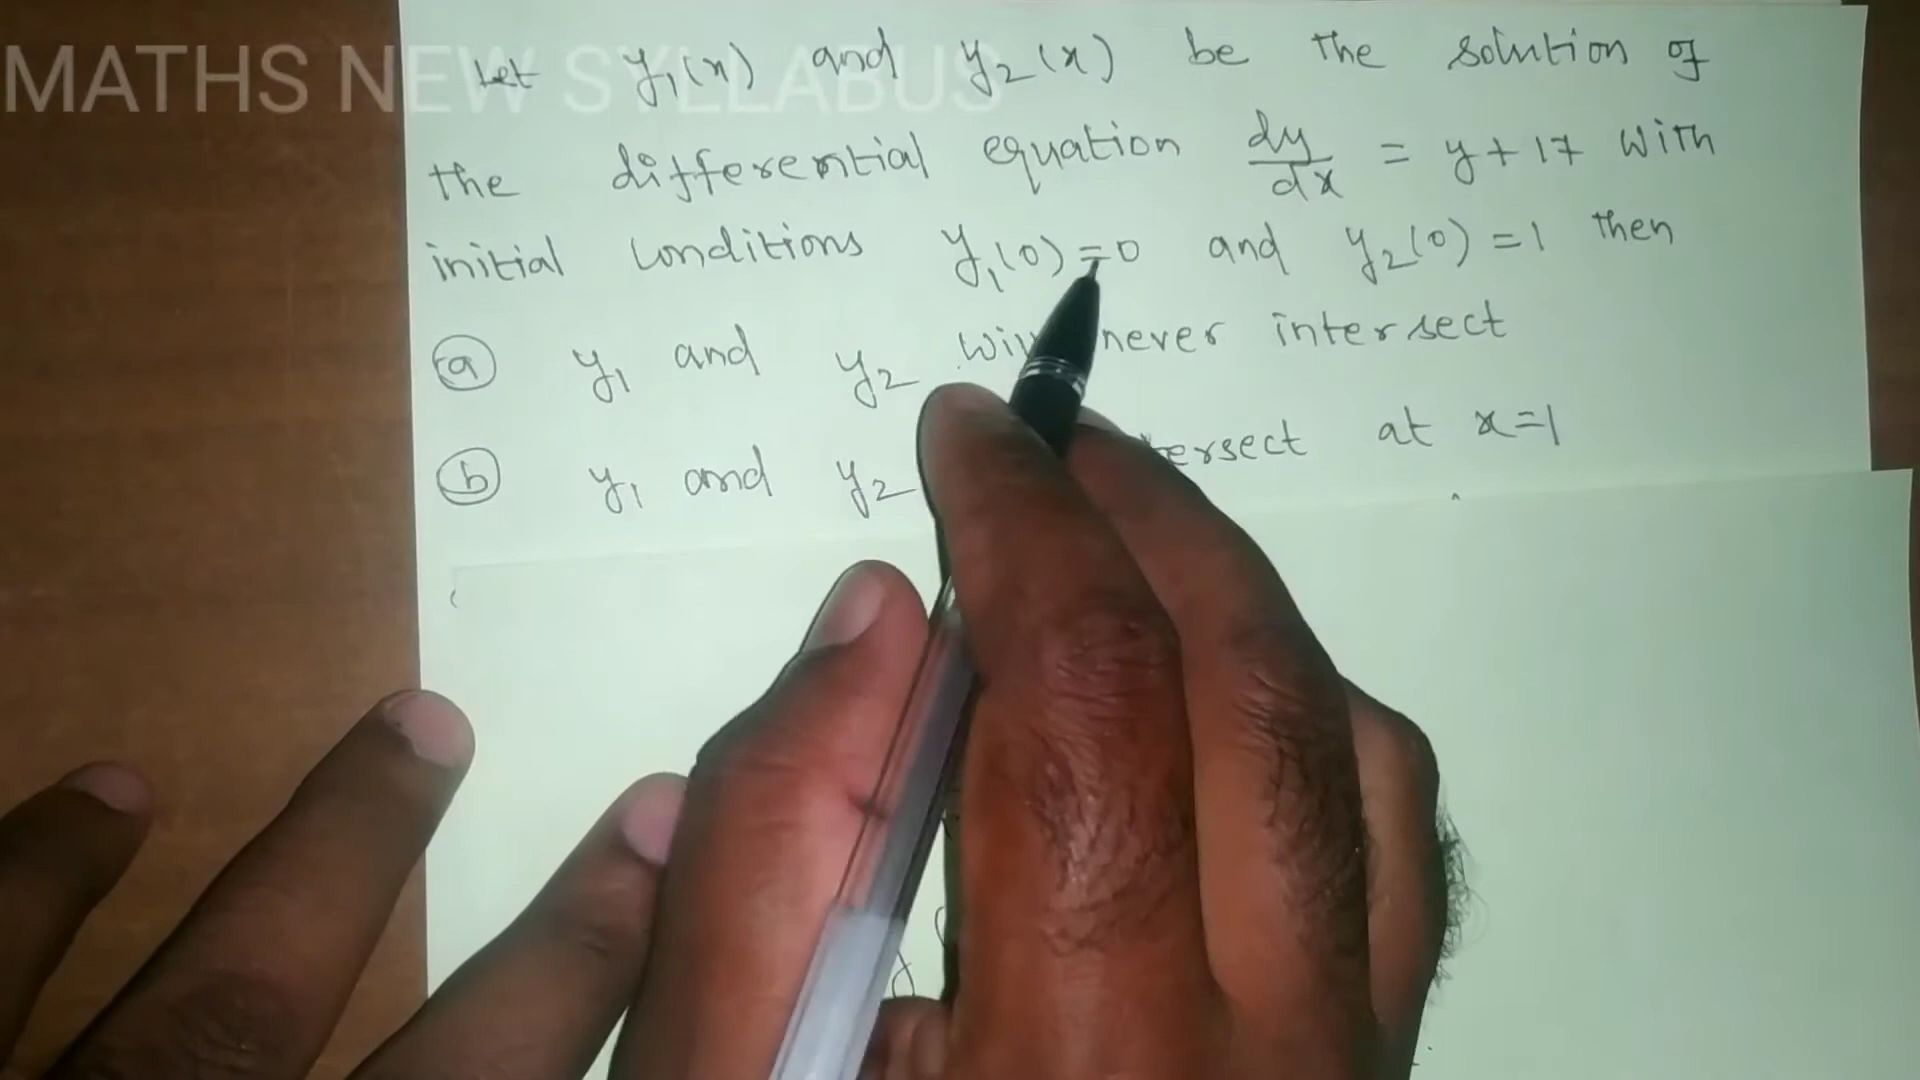 MATHS NEW SYLLABUS
Let y₁(x) and y₂(x) be the solution of
the differential equation dy/dx = y+17 with
initial conditions y₁(0)=0 and y₂(0)=1 then
(a) y₁ and y₂ never intersect
(b) y₁ and y₂ at x=1